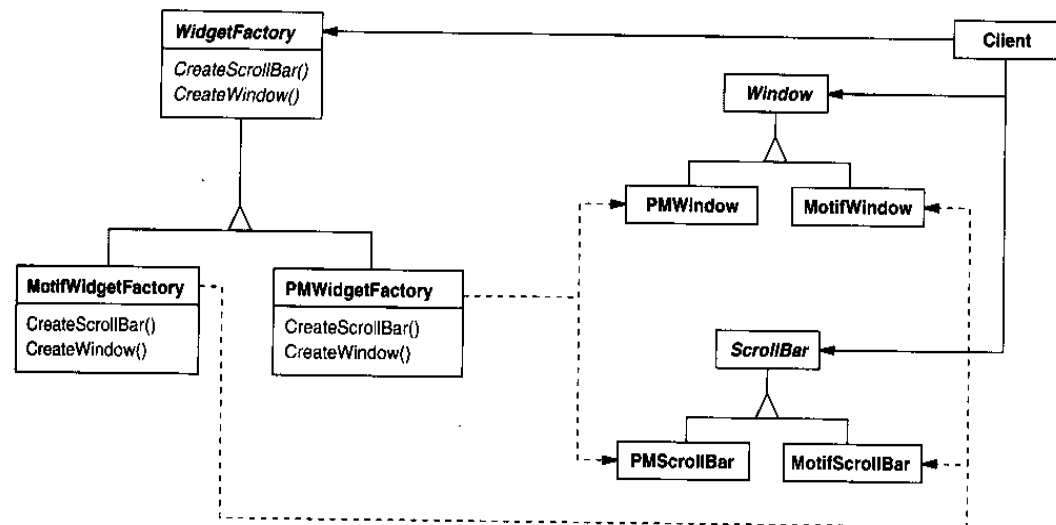 WidgetFactory
CreateScrollBar()
CreateWindow()
Client
Window
PMWindow
MotifWindow
MotifWidgetFactory
CreateScrollBar()
CreateWindow()
PMWidgetFactory
CreateScrollBar()
CreateWindow()
ScrollBar
PMScrollBar
MotifScrollBar